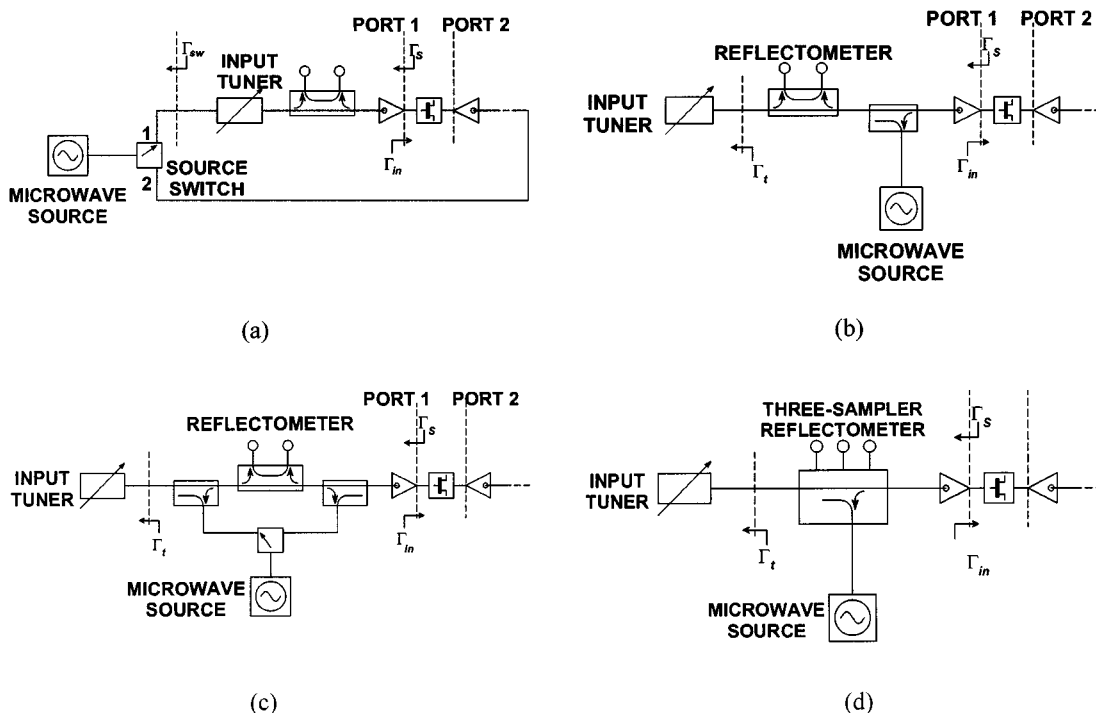 PORT 1 PORT 2
Γsw
INPUT
TUNER
ΓS
Γin
1
2
SOURCE
SWITCH
MICROWAVE
SOURCE
(a)
PORT 1 PORT 2
REFLECTOMETER
ΓS
INPUT
TUNER
Γt
Γin
MICROWAVE
SOURCE
(b)
PORT 1 PORT 2
REFLECTOMETER
ΓS
INPUT
TUNER
Γt
Γin
MICROWAVE
SOURCE
(c)
THREE-SAMPLER
REFLECTOMETER
ΓS
INPUT
TUNER
Γt
Γin
MICROWAVE
SOURCE
(d)